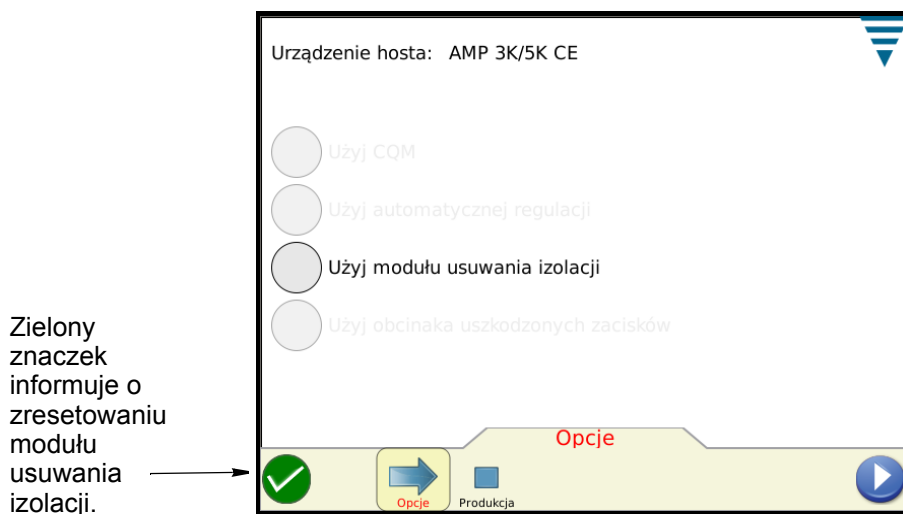 Urządzenie hosta: AMP 3K/5K CE
Użyj CQM
Użyj automatycznej regulacji
Użyj modułu usuwania izolacji
Użyj obcinaka uszkodzonych zacisków
Zielony
znaczek
informuje o
zresetowaniu
modułu
usuwania
izolacji.
Opcje
Opcje
Produkcja